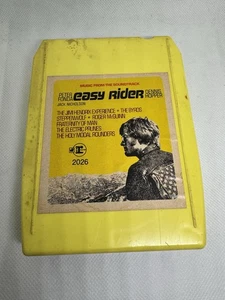 MUSIC FROM THE SOUNDTRACK
PETER FONDA easy Rider DENNIS HOPPER
JACK NICHOLSON
THE JIMI HENDRIX EXPERIENCE • THE BYRDS
STEPPENWOLF • ROGER McGUINN
FRATERNITY OF MAN
THE ELECTRIC PRUNES
THE HOLY MODAL ROUNDERS
2026